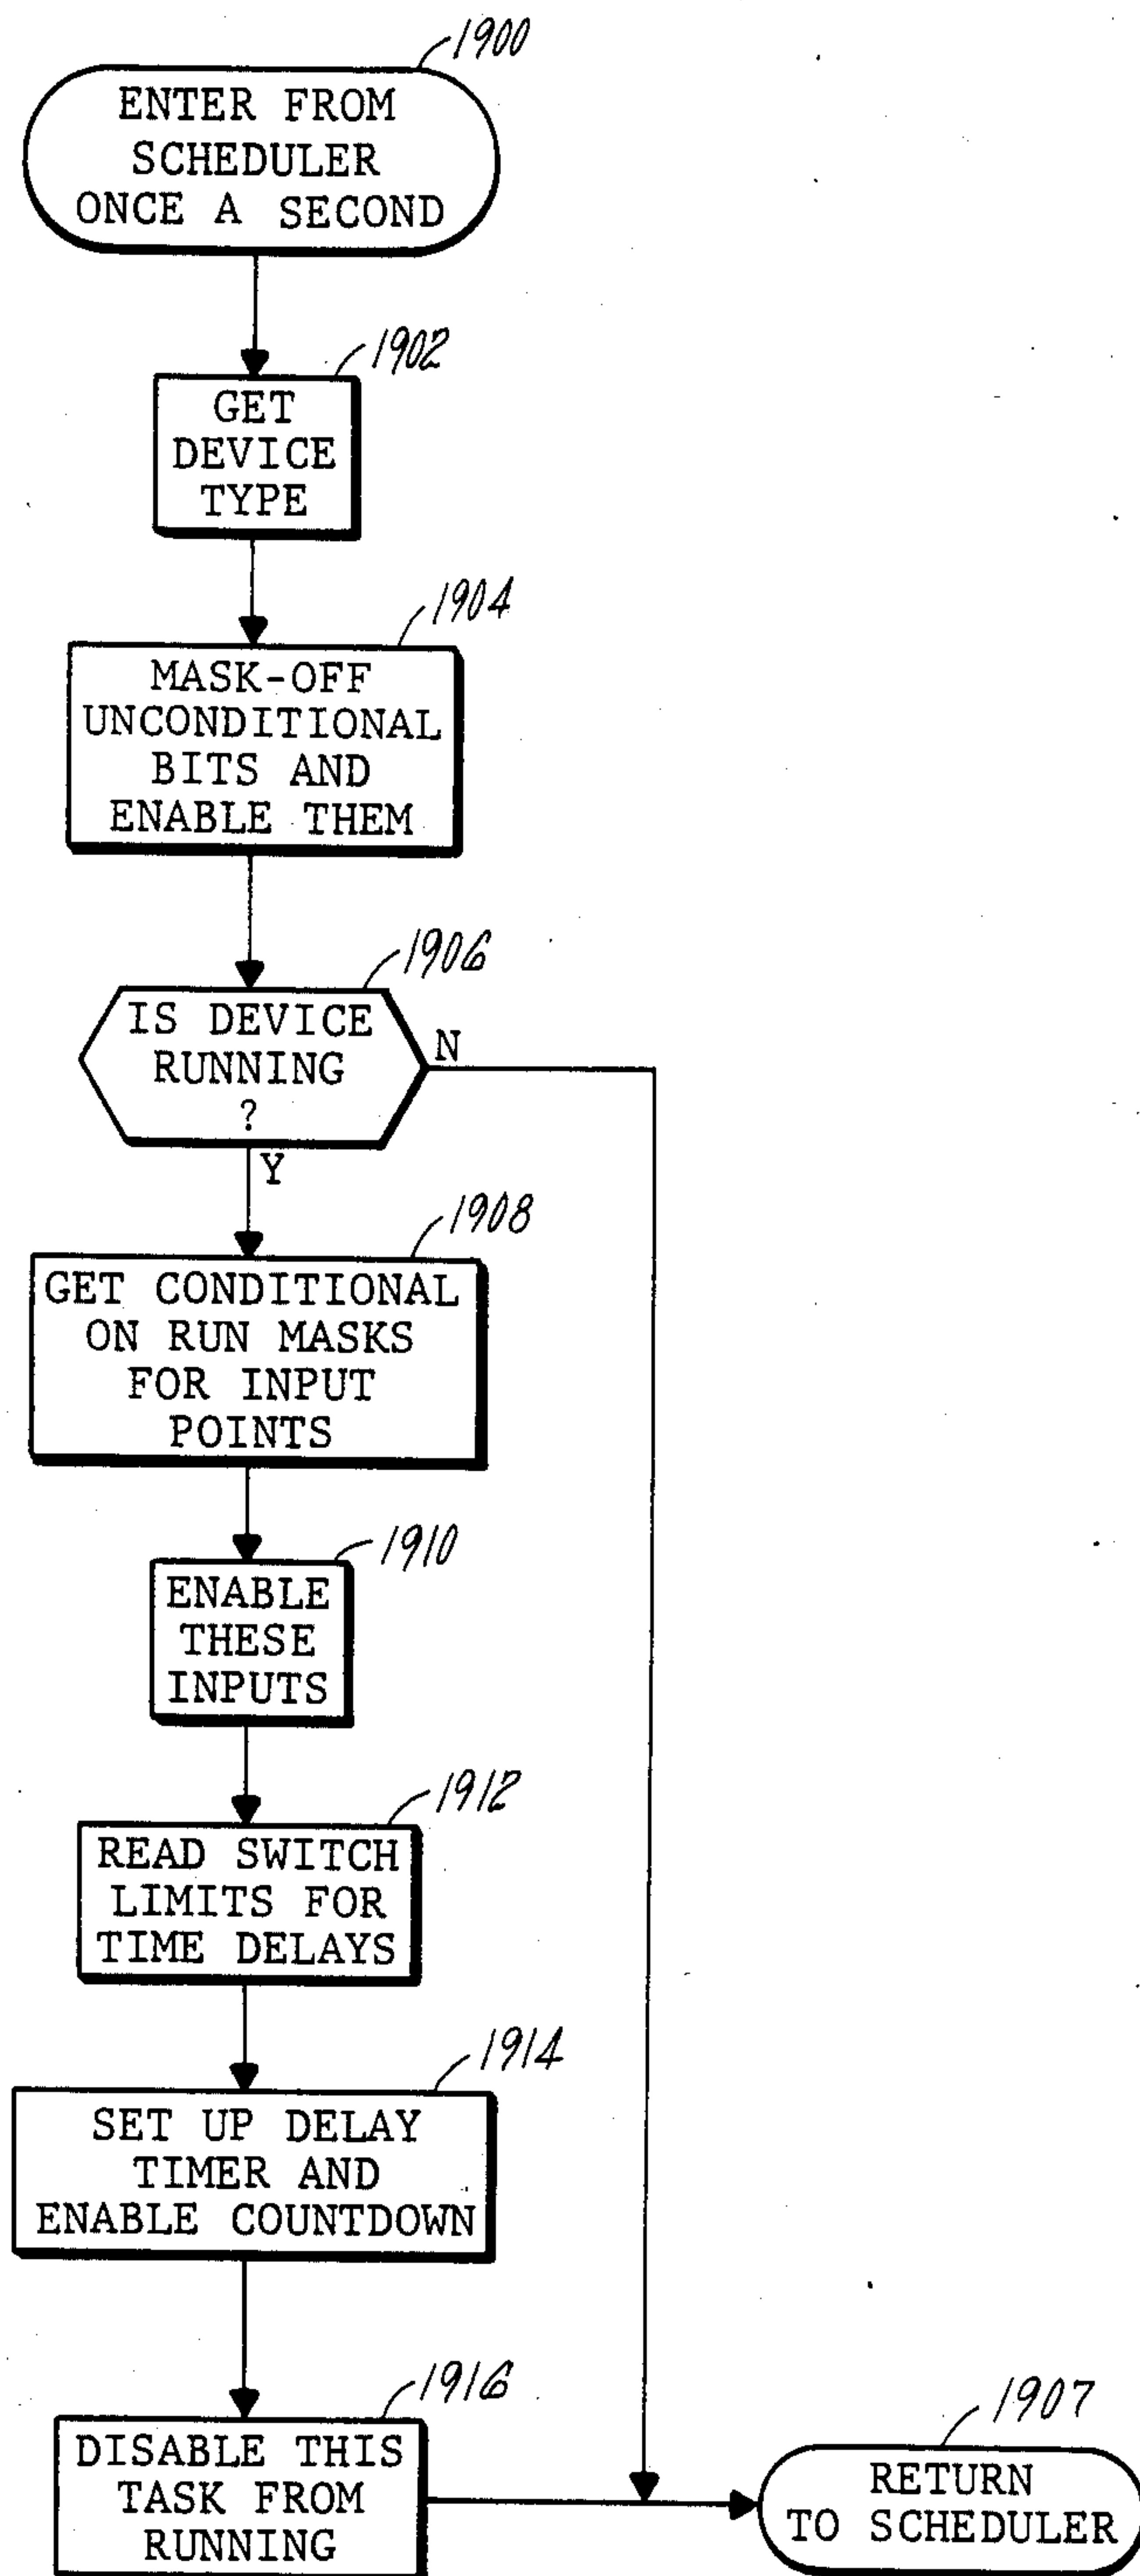 1900
ENTER FROM
SCHEDULER
ONCE A SECOND
1902
GET
DEVICE
TYPE
1904
MASK-OFF
UNCONDITIONAL
BITS AND
ENABLE THEM
1906
IS DEVICE
RUNNING
?
N
Y
1908
GET CONDITIONAL
ON RUN MASKS
FOR INPUT
POINTS
1910
ENABLE
THESE
INPUTS
1912
READ SWITCH
LIMITS FOR
TIME DELAYS
1914
SET UP DELAY
TIMER AND
ENABLE COUNTDOWN
1916
DISABLE THIS
TASK FROM
RUNNING
1907
RETURN
TO SCHEDULER